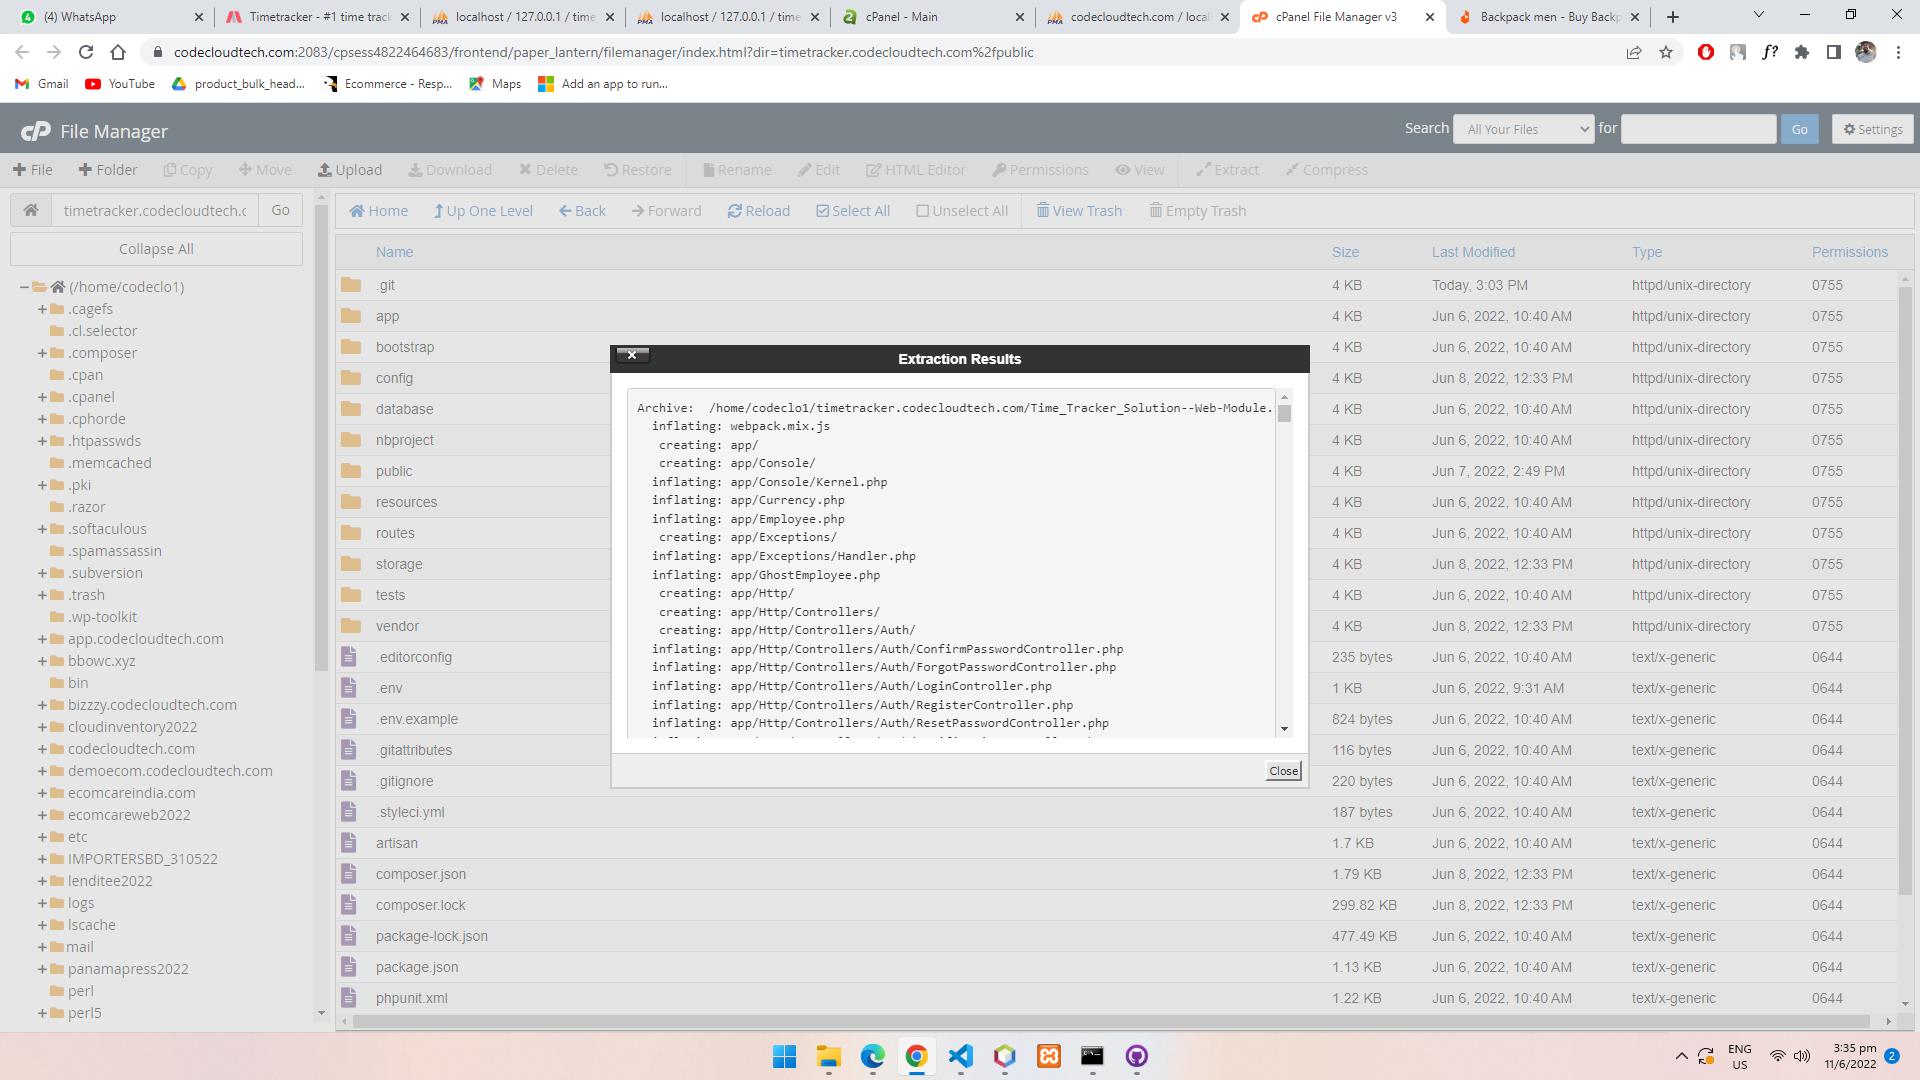 (4) WhatsApp
Timetracker - #1 time track
localhost / 127.0.0.1 / time
localhost / 127.0.0.1 / time
cPanel - Main
codecloudtech.com / local
cPanel File Manager v3
Backpack men - Buy Backp
codecloudtech.com:2083/cpsess4822464683/frontend/paper_lantern/filemanager/index.html?dir=timetracker.codecloudtech.com%2fpublic
f?
Gmail
YouTube
product_bulk_head...
Ecommerce - Resp...
Maps
Add an app to run...
cP File Manager
Search All Your Files for Go Settings
File Folder Copy Move Upload Download Delete Restore Rename Edit HTML Editor Permissions View Extract Compress
timetracker.codecloudtech.c Go
Collapse All
Home Up One Level Back Forward Reload Select All Unselect All View Trash Empty Trash
(/home/codeclo1)
.cagefs
.cl.selector
.composer
.cpan
.cpanel
.cphorde
.htpasswds
.memcached
.pki
.razor
.softaculous
.spamassassin
.subversion
.trash
.wp-toolkit
app.codecloudtech.com
bbowc.xyz
bin
bizzzy.codecloudtech.com
cloudinventory2022
codecloudtech.com
demoecom.codecloudtech.com
ecomcareindia.com
ecomcareweb2022
etc
IMPORTERSBD_310522
lenditee2022
logs
lscache
mail
panamapress2022
perl
perl5
Name Size Last Modified Type Permissions
.git 4 KB Today, 3:03 PM httpd/unix-directory 0755
app 4 KB Jun 6, 2022, 10:40 AM httpd/unix-directory 0755
bootstrap 4 KB Jun 6, 2022, 10:40 AM httpd/unix-directory 0755
config 4 KB Jun 8, 2022, 12:33 PM httpd/unix-directory 0755
database 4 KB Jun 6, 2022, 10:40 AM httpd/unix-directory 0755
nbproject 4 KB Jun 6, 2022, 10:40 AM httpd/unix-directory 0755
public 4 KB Jun 7, 2022, 2:49 PM httpd/unix-directory 0755
resources 4 KB Jun 6, 2022, 10:40 AM httpd/unix-directory 0755
routes 4 KB Jun 6, 2022, 10:40 AM httpd/unix-directory 0755
storage 4 KB Jun 8, 2022, 12:33 PM httpd/unix-directory 0755
tests 4 KB Jun 6, 2022, 10:40 AM httpd/unix-directory 0755
vendor 4 KB Jun 8, 2022, 12:33 PM httpd/unix-directory 0755
.editorconfig 235 bytes Jun 6, 2022, 10:40 AM text/x-generic 0644
.env 1 KB Jun 6, 2022, 9:31 AM text/x-generic 0644
.env.example 824 bytes Jun 6, 2022, 10:40 AM text/x-generic 0644
.gitattributes 116 bytes Jun 6, 2022, 10:40 AM text/x-generic 0644
.gitignore 220 bytes Jun 6, 2022, 10:40 AM text/x-generic 0644
.styleci.yml 187 bytes Jun 6, 2022, 10:40 AM text/x-generic 0644
artisan 1.7 KB Jun 6, 2022, 10:40 AM text/x-generic 0644
composer.json 1.79 KB Jun 8, 2022, 12:33 PM text/x-generic 0644
composer.lock 299.82 KB Jun 8, 2022, 12:33 PM text/x-generic 0644
package-lock.json 477.49 KB Jun 6, 2022, 10:40 AM text/x-generic 0644
package.json 1.13 KB Jun 6, 2022, 10:40 AM text/x-generic 0644
phpunit.xml 1.22 KB Jun 6, 2022, 10:40 AM text/x-generic 0644
Extraction Results
Archive: /home/codeclo1/timetracker.codecloudtech.com/Time_Tracker_Solution--Web-Module.
inflating: webpack.mix.js
creating: app/
creating: app/Console/
inflating: app/Console/Kernel.php
inflating: app/Currency.php
inflating: app/Employee.php
creating: app/Exceptions/
inflating: app/Exceptions/Handler.php
inflating: app/GhostEmployee.php
creating: app/Http/
creating: app/Http/Controllers/
creating: app/Http/Controllers/Auth/
inflating: app/Http/Controllers/Auth/ConfirmPasswordController.php
inflating: app/Http/Controllers/Auth/ForgotPasswordController.php
inflating: app/Http/Controllers/Auth/LoginController.php
inflating: app/Http/Controllers/Auth/RegisterController.php
inflating: app/Http/Controllers/Auth/ResetPasswordController.php
Close
ENG
US
3:35 pm
11/6/2022
2